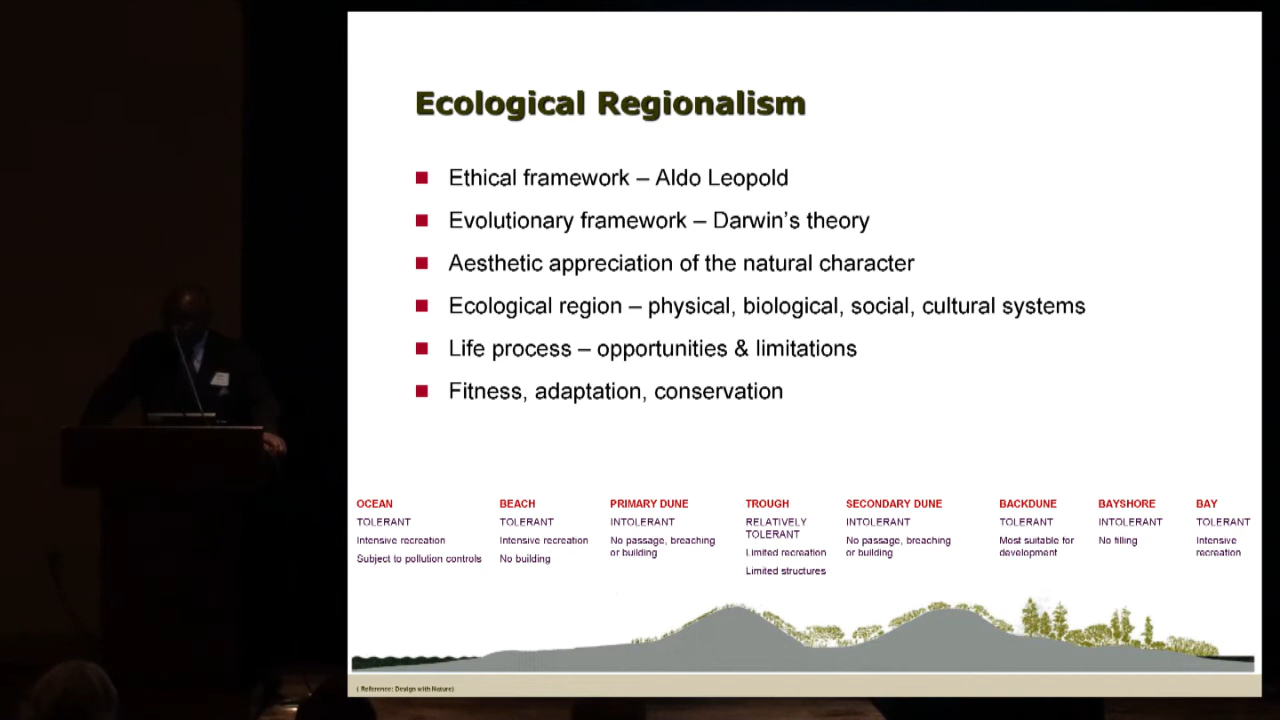 Ecological Regionalism
Ethical framework – Aldo Leopold
Evolutionary framework – Darwin's theory
Aesthetic appreciation of the natural character
Ecological region – physical, biological, social, cultural systems
Life process – opportunities & limitations
Fitness, adaptation, conservation
OCEAN
TOLERANT
Intensive recreation
Subject to pollution controls
BEACH
TOLERANT
Intensive recreation
No building
PRIMARY DUNE
INTOLERANT
No passage, breaching
or building
TROUGH
RELATIVELY
TOLERANT
Limited recreation
Limited structures
SECONDARY DUNE
INTOLERANT
No passage, breaching
or building
BACKDUNE
TOLERANT
Most suitable for
development
BAYSHORE
INTOLERANT
No filling
BAY
TOLERANT
Intensive
recreation
( Reference: Design with Nature)